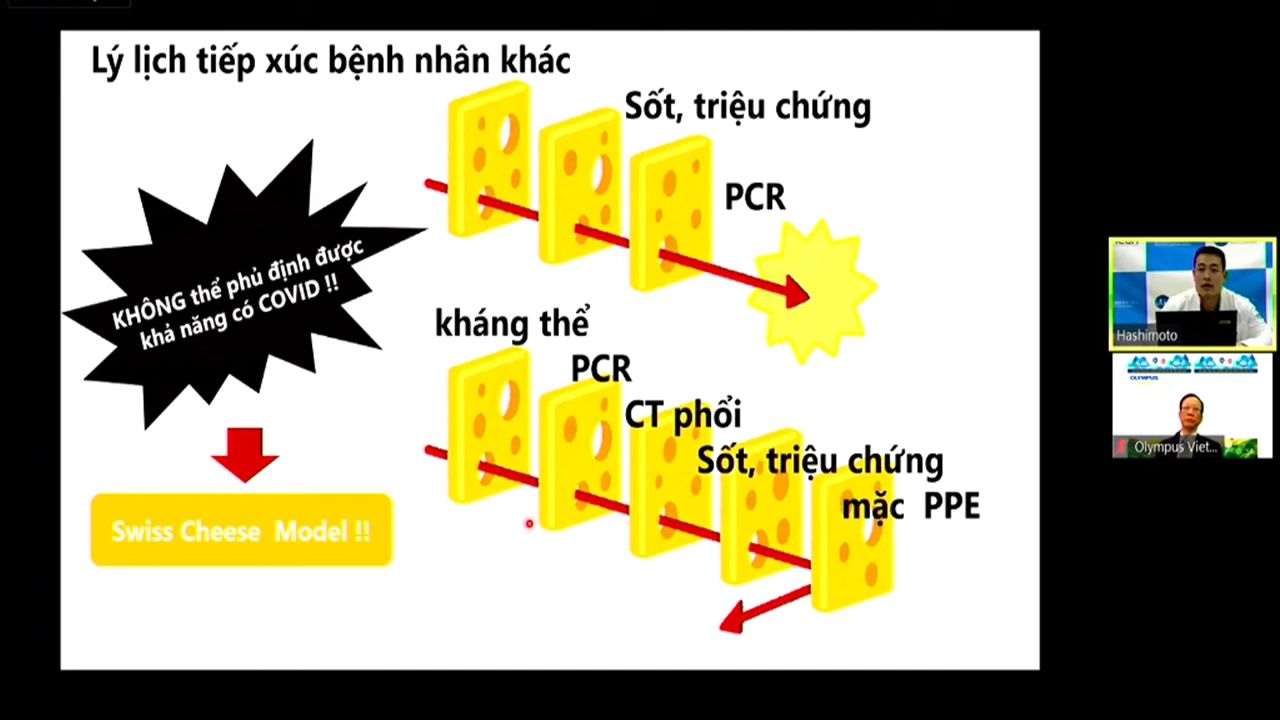 Lý lịch tiếp xúc bệnh nhân khác
Sốt, triệu chứng
PCR
KHÔNG thể phủ định được
khả năng có COVID !!
Swiss Cheese Model !!
kháng thể
PCR
CT phổi
Sốt, triệu chứng
mặc PPE
Hashimoto
OLYMPUS
Olympus Viet...